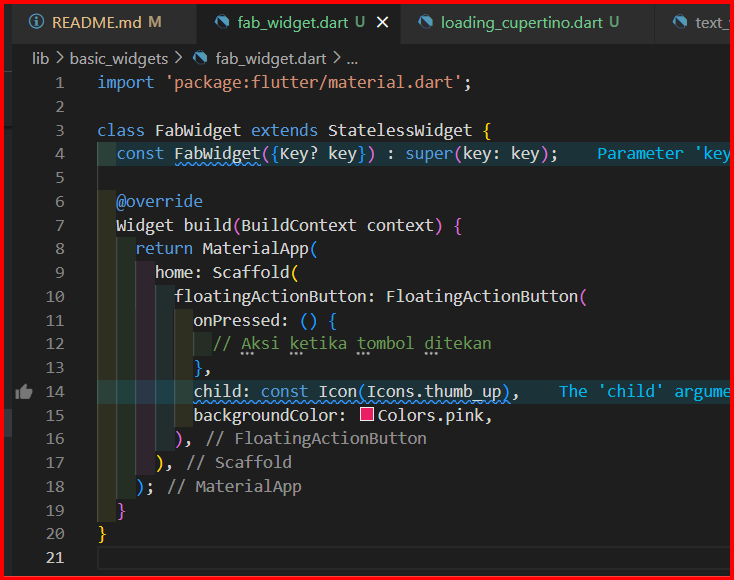 README.md M fab_widget.dart U loading_cupertino.dart U text_
lib > basic_widgets > fab_widget.dart > ...
1 import 'package:flutter/material.dart';
2
3 class FabWidget extends StatelessWidget {
4 const FabWidget({Key? key}) : super(key: key); Parameter 'key
5
6 @override
7 Widget build(BuildContext context) {
8 return MaterialApp(
9 home: Scaffold(
10 floatingActionButton: FloatingActionButton(
11 onPressed: () {
12 // Aksi ketika tombol ditekan
13 },
14 child: const Icon(Icons.thumb_up), The 'child' argume
15 backgroundColor: Colors.pink,
16 ), // FloatingActionButton
17 ), // Scaffold
18 ); // MaterialApp
19 }
20 }
21